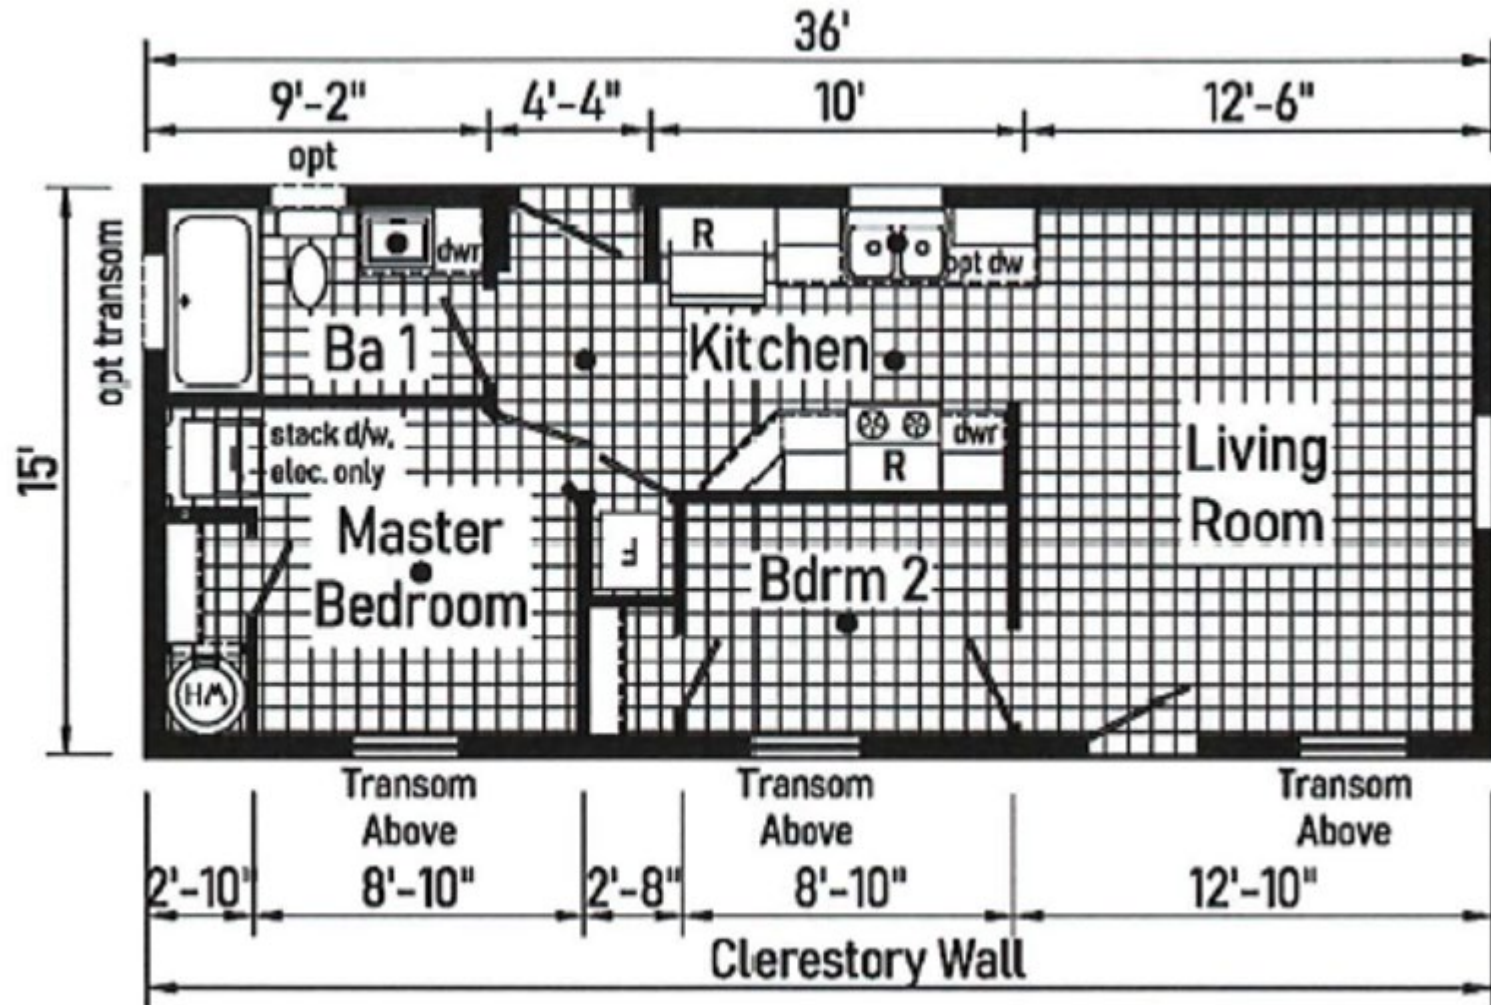 36'
9'-2" 4'-4" 10' 12'-6"
opt
opt transom
15'
dwr
R
opt dw
Ba 1
Kitchen
stack d/w.
elec. only
dwr
R
Living
Room
Master
Bedroom
F
Bdrm 2
WH
Transom
Above
Transom
Above
Transom
Above
2'-10" 8'-10" 2'-8" 8'-10" 12'-10"
Clerestory Wall